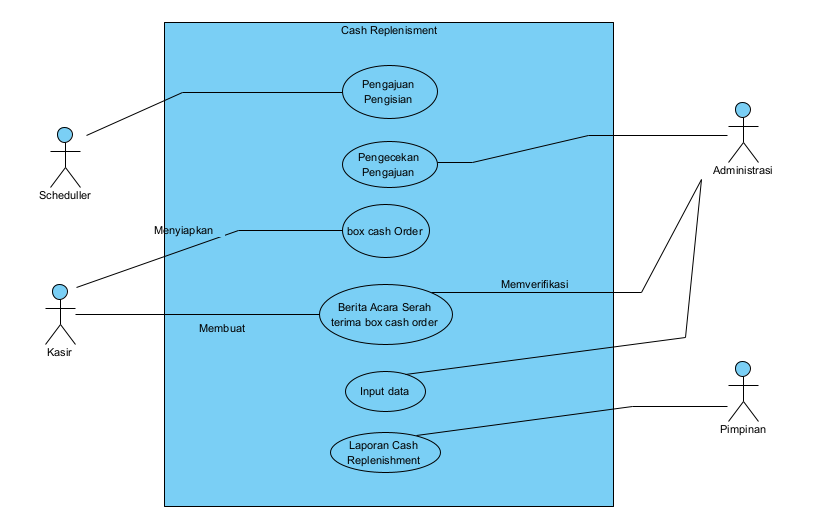 Cash Replenisment
Pengajuan
Pengisian
Scheduller
Pengecekan
Pengajuan
Administrasi
Menyiapkan
box cash Order
Memverifikasi
Berita Acara Serah
terima box cash order
Membuat
Kasir
Input data
Pimpinan
Laporan Cash
Replenishment